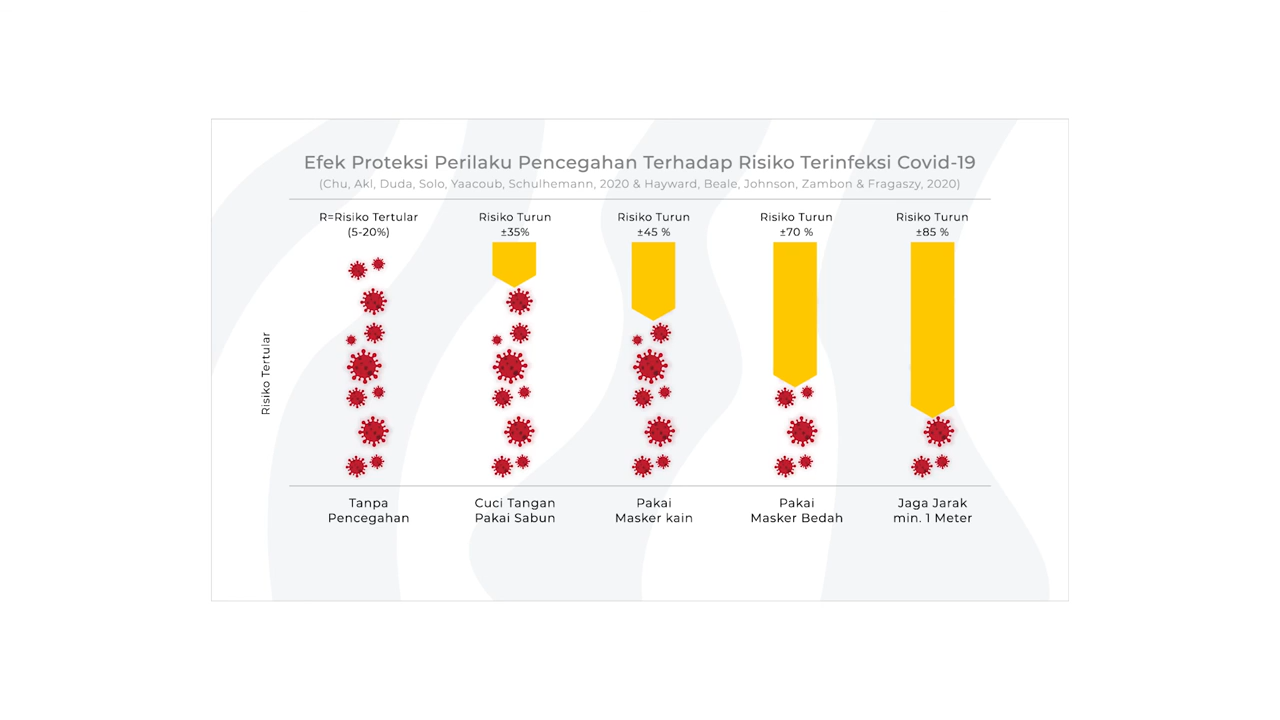 Efek Proteksi Perilaku Pencegahan Terhadap Risiko Terinfeksi Covid-19
(Chu, Akl, Duda, Solo, Yaacoub, Schulhemann, 2020 & Hayward, Beale, Johnson, Zambon & Fragaszy, 2020)
R=Risiko Tertular
(5-20%)
Risiko Turun
±35%
Risiko Turun
±45 %
Risiko Turun
±70 %
Risiko Turun
±85 %
Risiko Tertular
Tanpa
Pencegahan
Cuci Tangan
Pakai Sabun
Pakai
Masker kain
Pakai
Masker Bedah
Jaga Jarak
min. 1 Meter